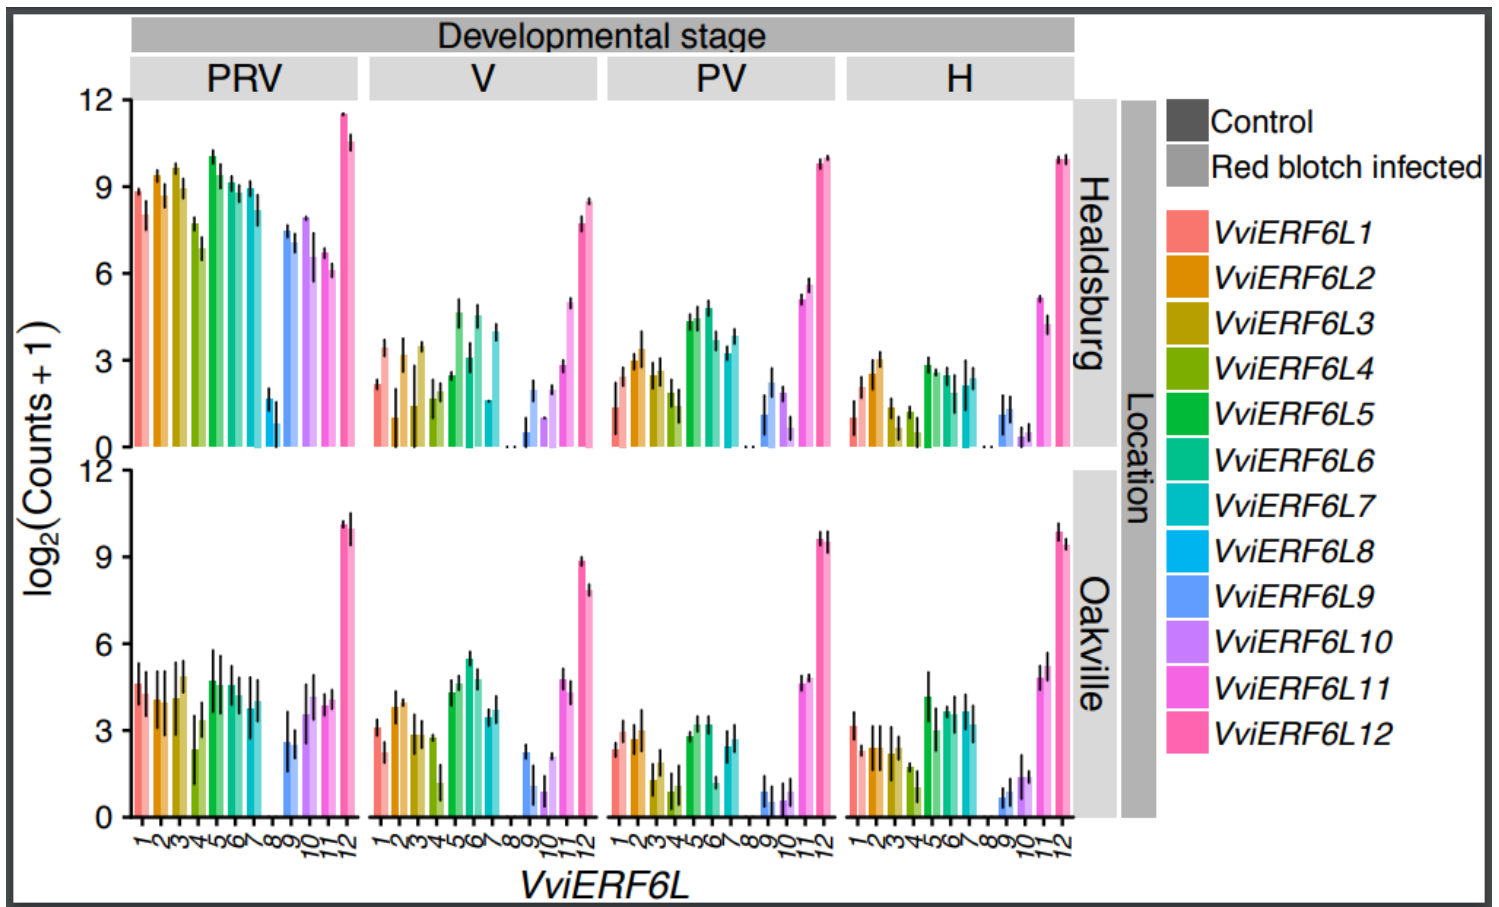 Developmental stage
PRV V PV H
12
9
6
3
0
12
9
6
3
0
log2(Counts + 1)
Healdsburg
Oakville
Location
1 2 3 4 5 6 7 8 9 10 11 12 1 2 3 4 5 6 7 8 9 10 11 12 1 2 3 4 5 6 7 8 9 10 11 12 1 2 3 4 5 6 7 8 9 10 11 12
VviERF6L
Control
Red blotch infected
VviERF6L1
VviERF6L2
VviERF6L3
VviERF6L4
VviERF6L5
VviERF6L6
VviERF6L7
VviERF6L8
VviERF6L9
VviERF6L10
VviERF6L11
VviERF6L12